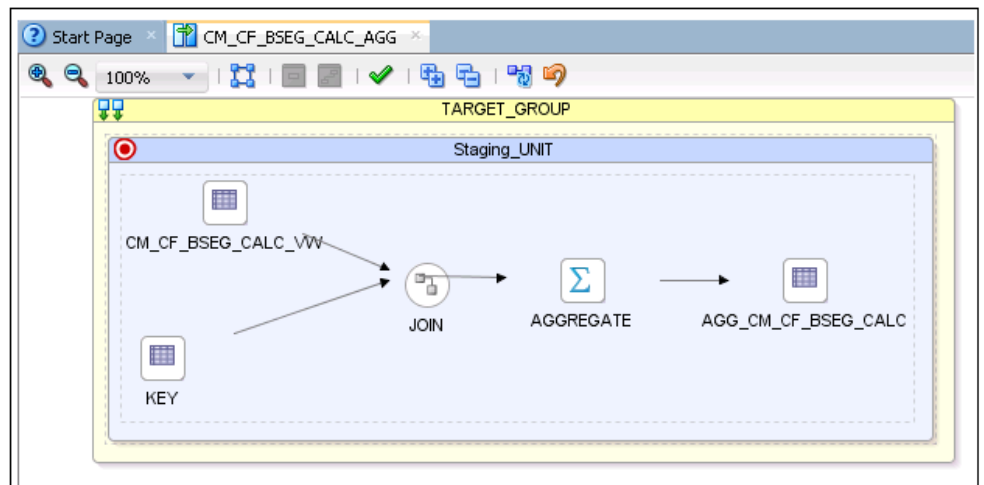 Start Page
CM_CF_BSEG_CALC_AGG
100%
TARGET_GROUP
Staging_UNIT
CM_CF_BSEG_CALC_VW
JOIN
AGGREGATE
AGG_CM_CF_BSEG_CALC
KEY